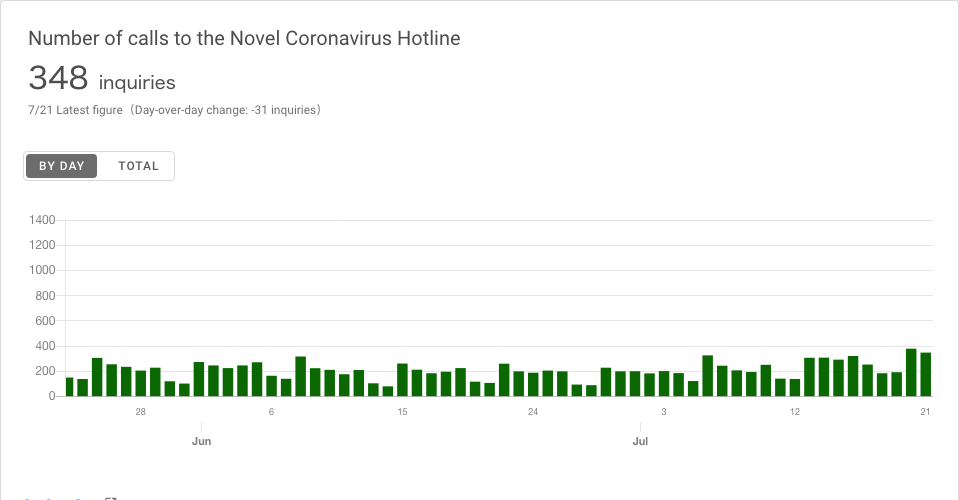 Number of calls to the Novel Coronavirus Hotline
348 inquiries
7/21 Latest figure（Day-over-day change: -31 inquiries）
BY DAY TOTAL
1400
1200
1000
800
600
400
200
0
28 6 15 24 3 12 21
Jun Jul